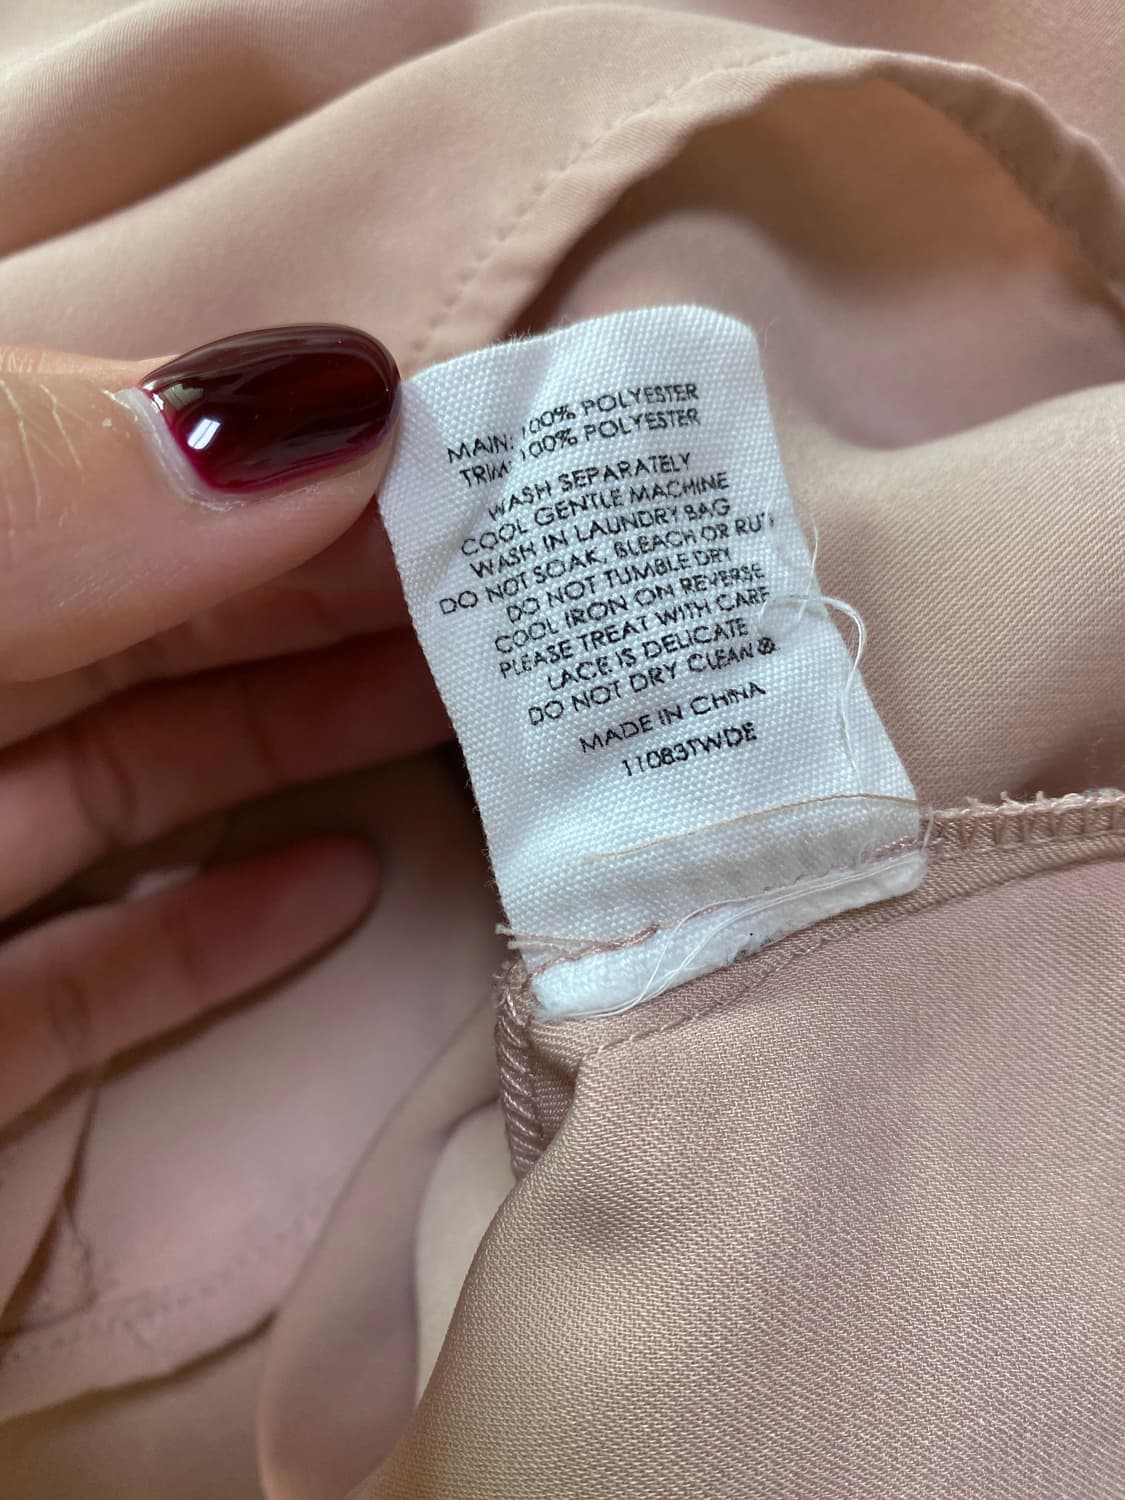 MAIN: 100% POLYESTER
TRIM: 100% POLYESTER
WASH SEPARATELY
COOL GENTLE MACHINE
WASH IN LAUNDRY BAG
DO NOT SOAK, BLEACH OR RUB
DO NOT TUMBLE DRY
COOL IRON ON REVERSE
PLEASE TREAT WITH CARE
LACE IS DELICATE
DO NOT DRY CLEAN
MADE IN CHINA
11083TWDE